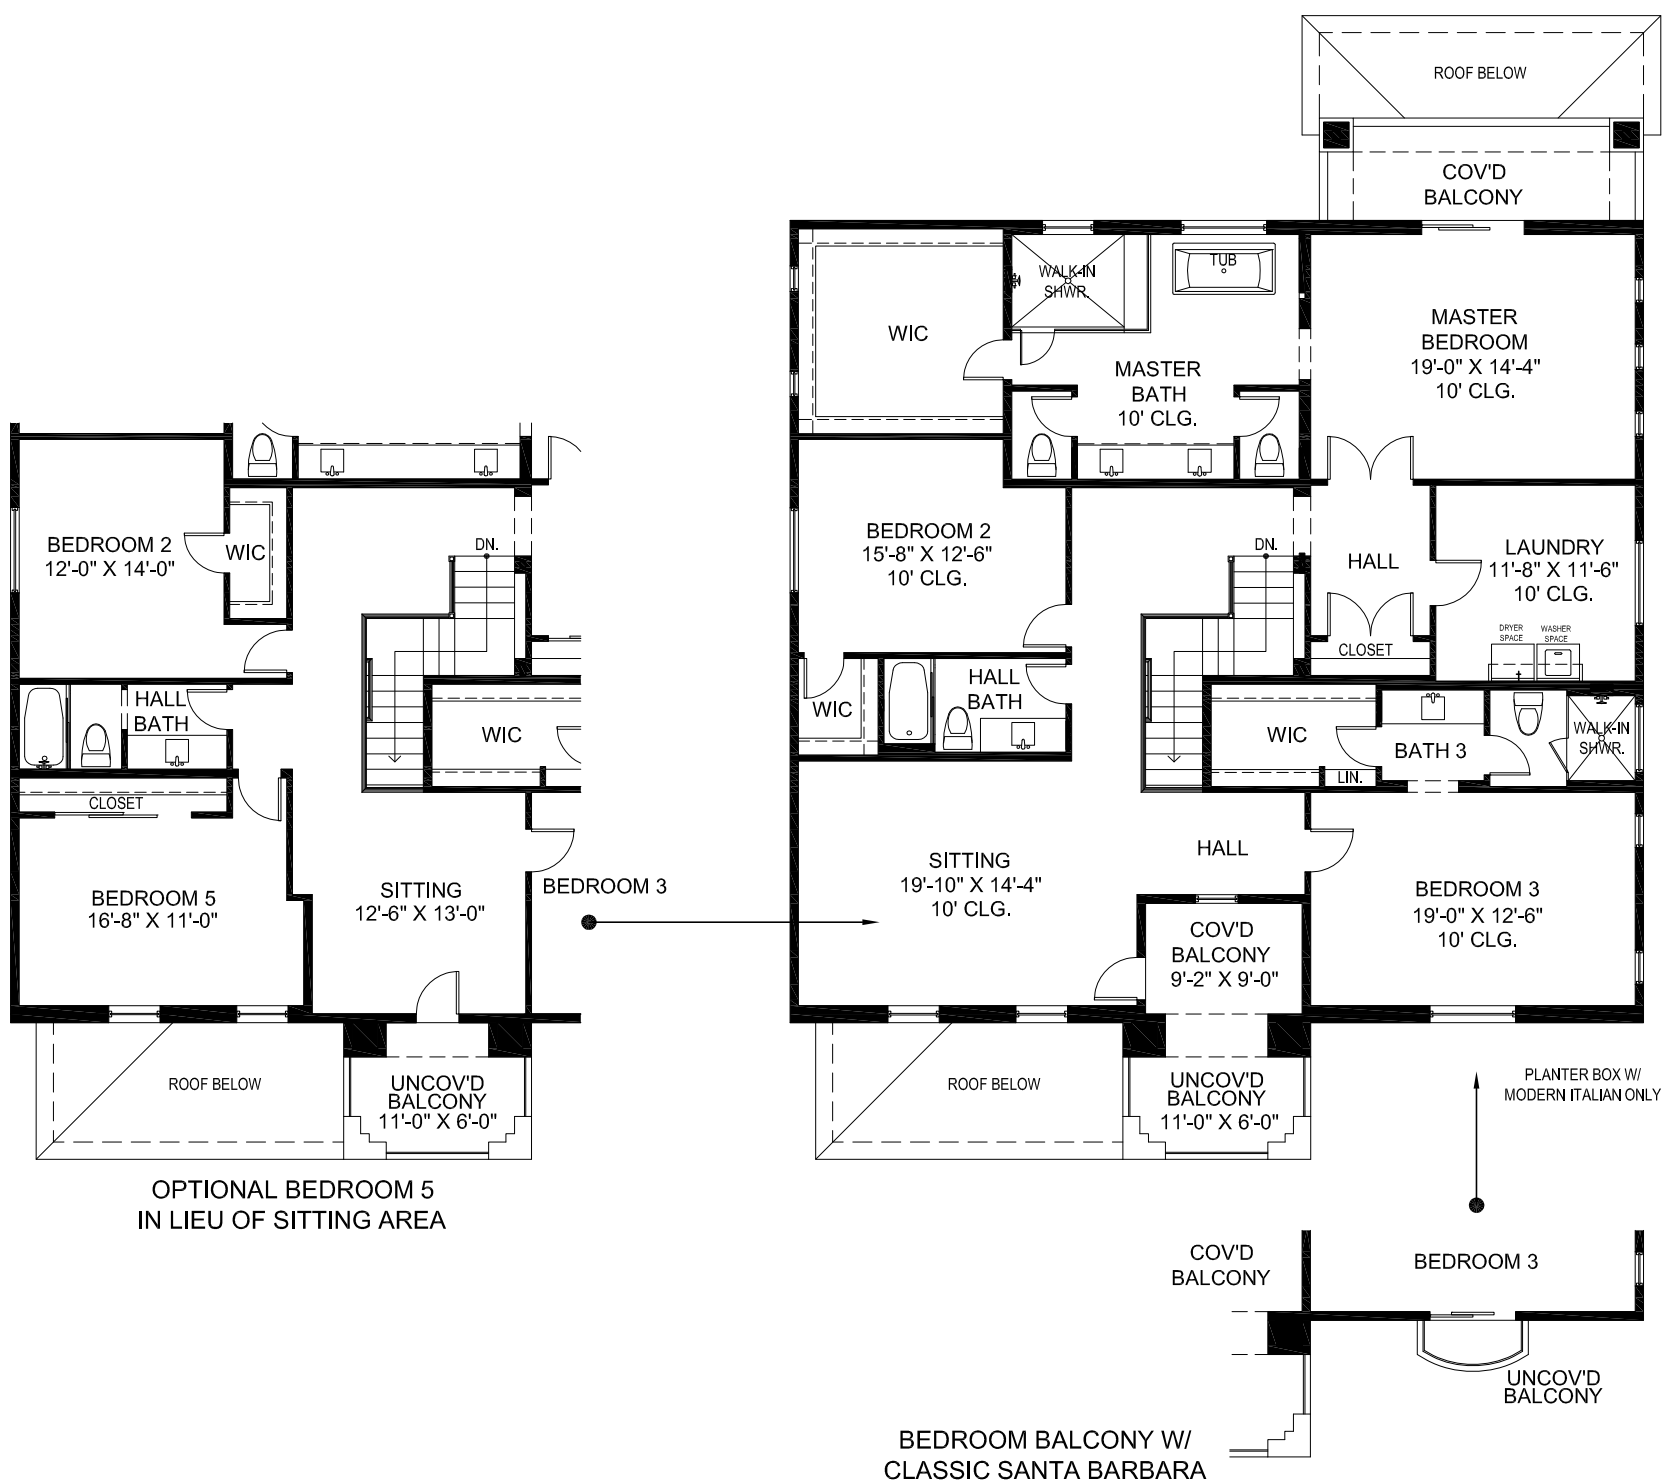 ROOF BELOW
COV'D
BALCONY
WIC
WALK-IN
SHWR.
TUB
MASTER
BATH
10' CLG.
MASTER
BEDROOM
19'-0" X 14'-4"
10' CLG.
BEDROOM 2
15'-8" X 12'-6"
10' CLG.
DN.
HALL
LAUNDRY
11'-8" X 11'-6"
10' CLG.
DRYER
SPACE
WASHER
SPACE
CLOSET
WIC
HALL
BATH
WIC
LIN.
BATH 3
WALK-IN
SHWR.
SITTING
19'-10" X 14'-4"
10' CLG.
HALL
COV'D
BALCONY
9'-2" X 9'-0"
BEDROOM 3
19'-0" X 12'-6"
10' CLG.
ROOF BELOW
UNCOV'D
BALCONY
11'-0" X 6'-0"
PLANTER BOX W/
MODERN ITALIAN ONLY
BEDROOM 2
12'-0" X 14'-0"
WIC
DN.
HALL
BATH
WIC
CLOSET
BEDROOM 5
16'-8" X 11'-0"
SITTING
12'-6" X 13'-0"
BEDROOM 3
ROOF BELOW
UNCOV'D
BALCONY
11'-0" X 6'-0"
OPTIONAL BEDROOM 5
IN LIEU OF SITTING AREA
COV'D
BALCONY
BEDROOM 3
UNCOV'D
BALCONY
BEDROOM BALCONY W/
CLASSIC SANTA BARBARA